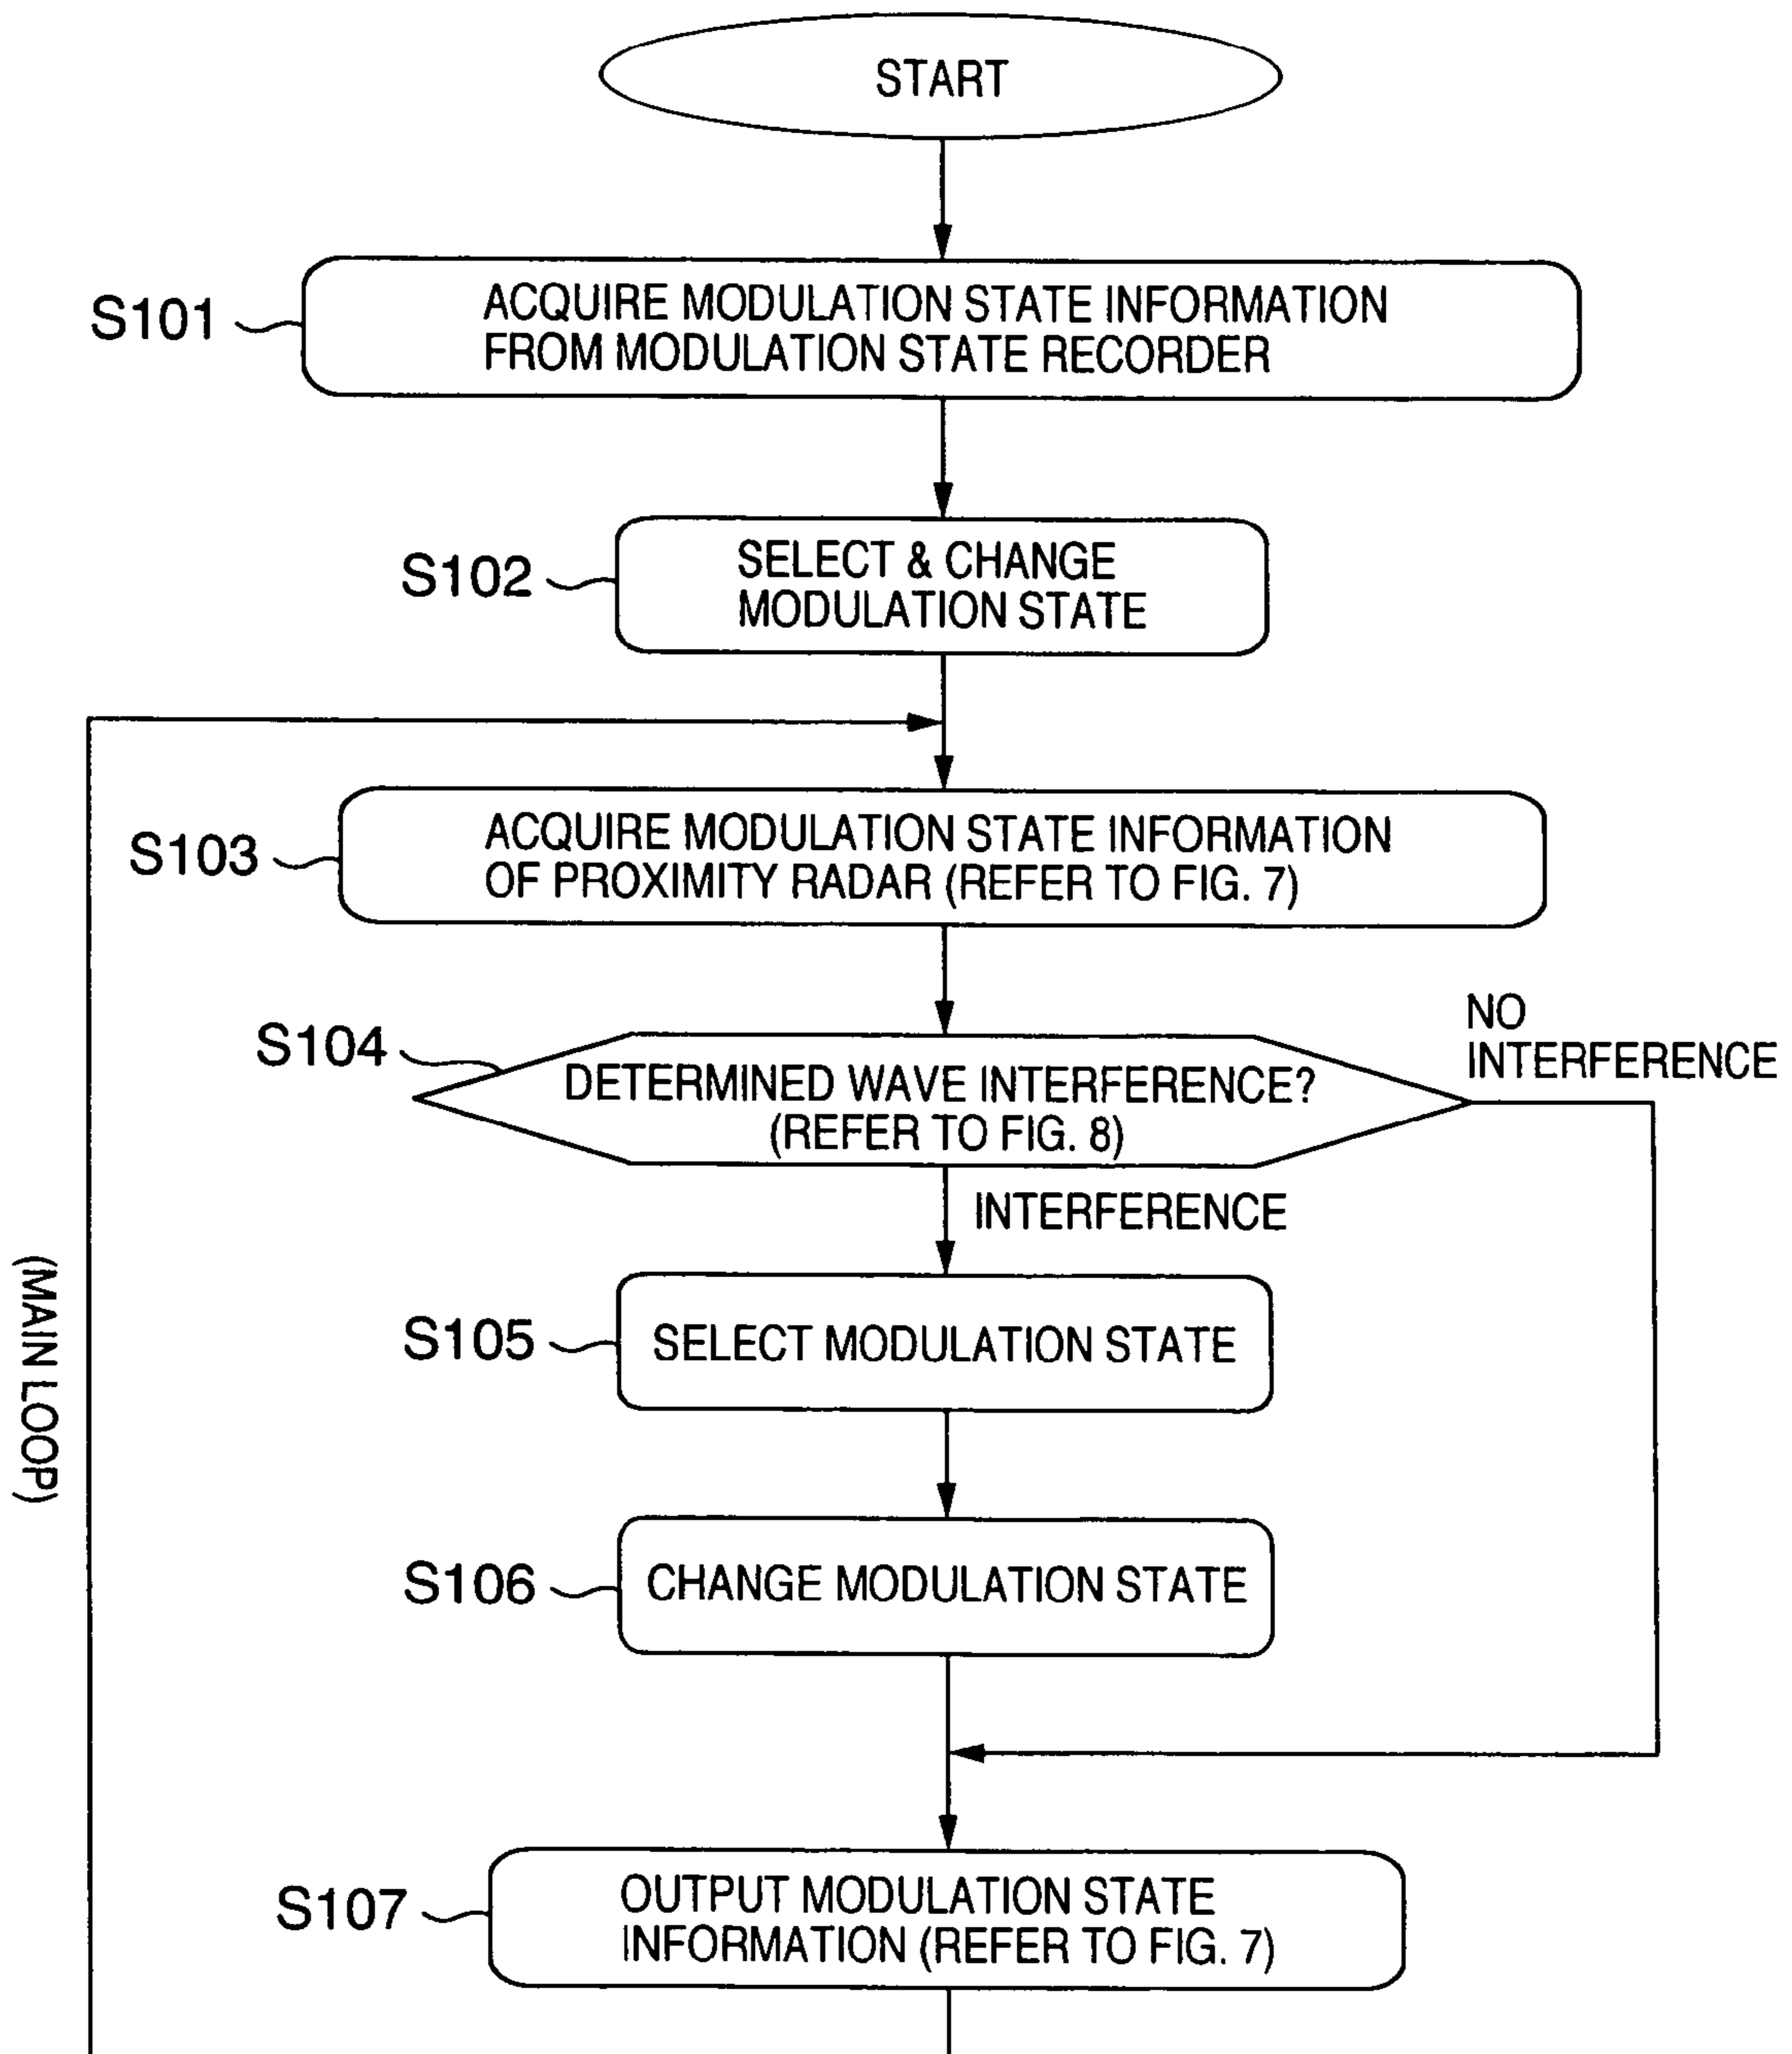 START
S101
ACQUIRE MODULATION STATE INFORMATION
FROM MODULATION STATE RECORDER
S102
SELECT & CHANGE
MODULATION STATE
S103
ACQUIRE MODULATION STATE INFORMATION
OF PROXIMITY RADAR (REFER TO FIG. 7)
S104
DETERMINED WAVE INTERFERENCE?
(REFER TO FIG. 8)
NO
INTERFERENCE
INTERFERENCE
(MAIN LOOP)
S105
SELECT MODULATION STATE
S106
CHANGE MODULATION STATE
S107
OUTPUT MODULATION STATE
INFORMATION (REFER TO FIG. 7)